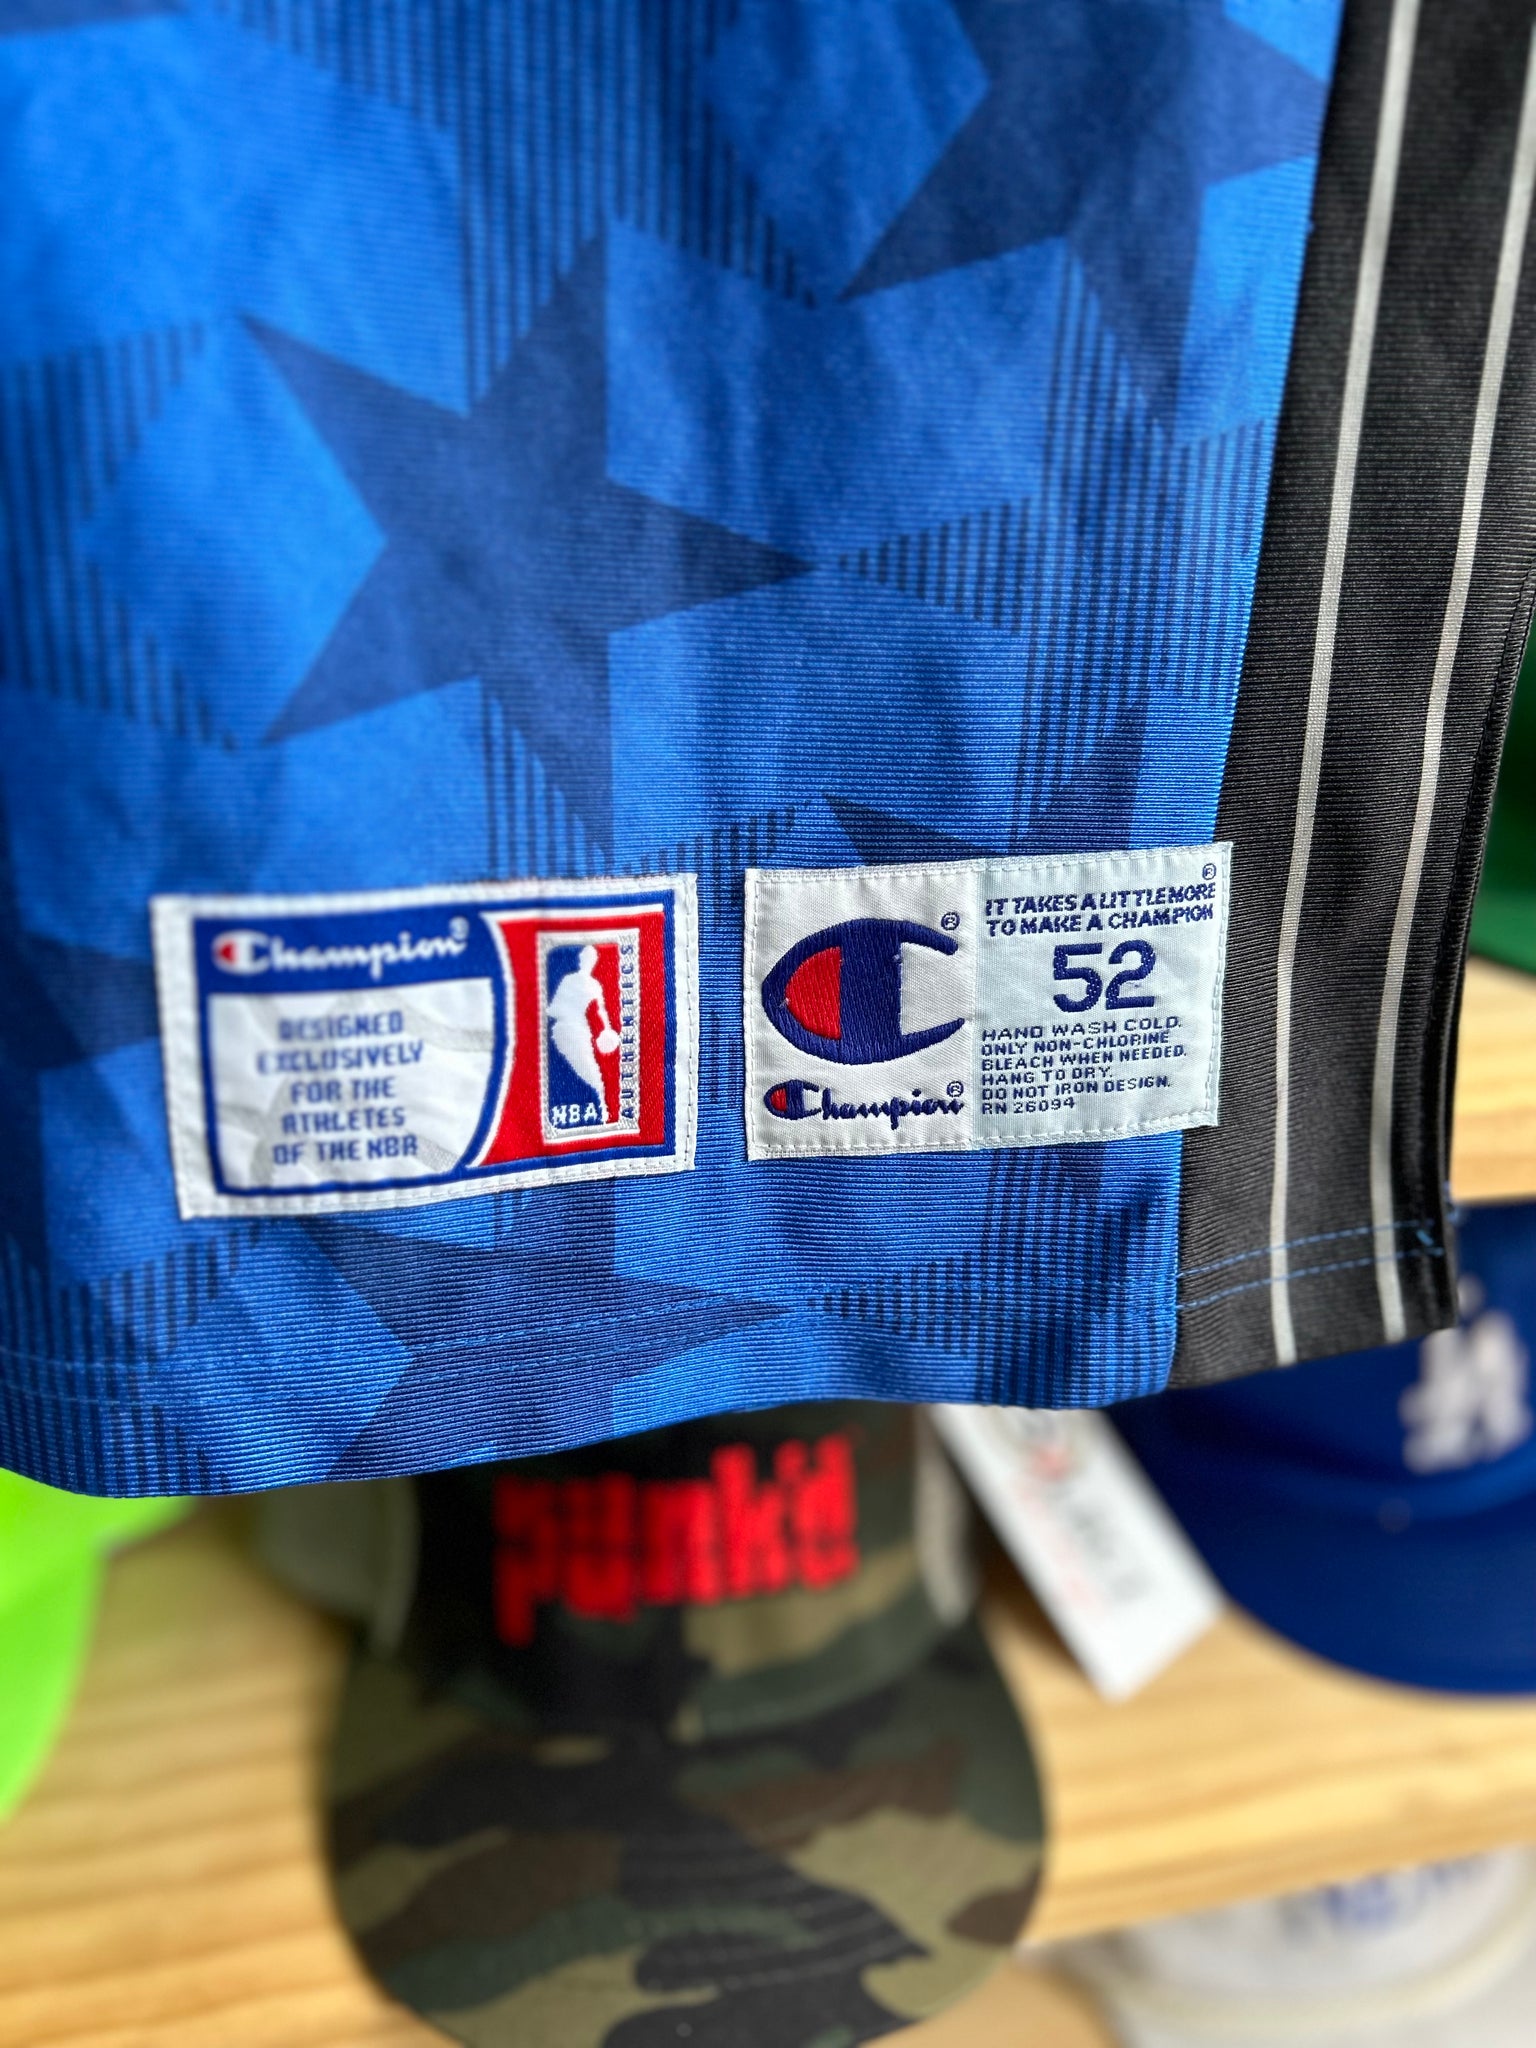 Champion®
DESIGNED
EXCLUSIVELY
FOR THE
ATHLETES
OF THE NBA
NBA
AUTHENTICS
®
Champion®
®
IT TAKES A LITTLE MORE
TO MAKE A CHAMPION
52
HAND WASH COLD.
ONLY NON-CHLORINE
BLEACH WHEN NEEDED.
HANG TO DRY.
DO NOT IRON DESIGN.
RN 26094
punk'd
LA